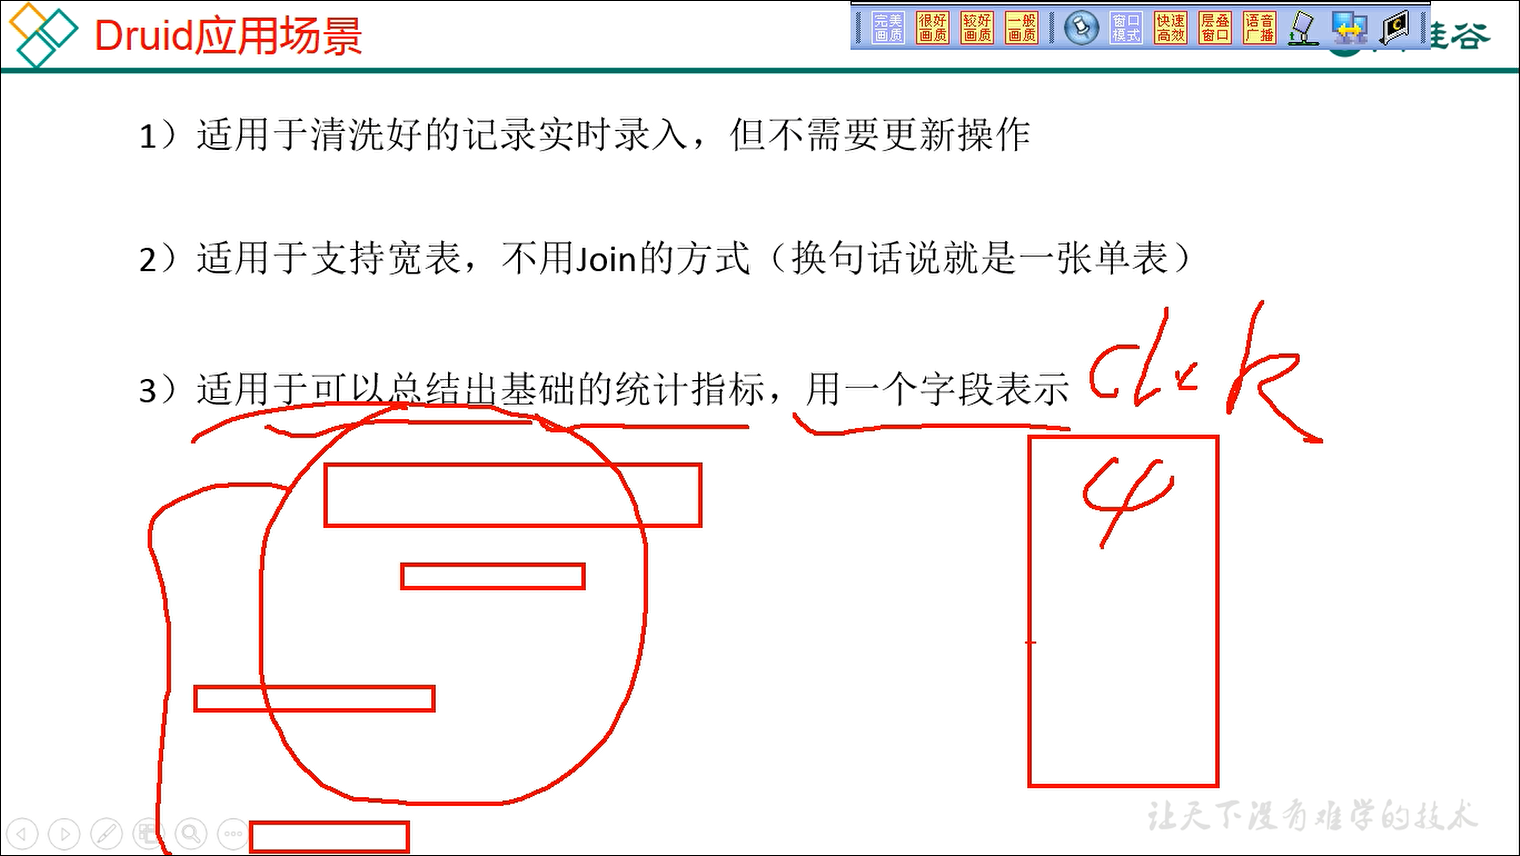 Druid应用场景
完美画质 很好画质 较好画质 一般画质 窗口模式 快速高效 层叠窗口 语音广播
谷
1）适用于清洗好的记录实时录入，但不需要更新操作
2）适用于支持宽表，不用Join的方式（换句话说就是一张单表）
3）适用于可以总结出基础的统计指标，用一个字段表示
让天下没有难学的技术